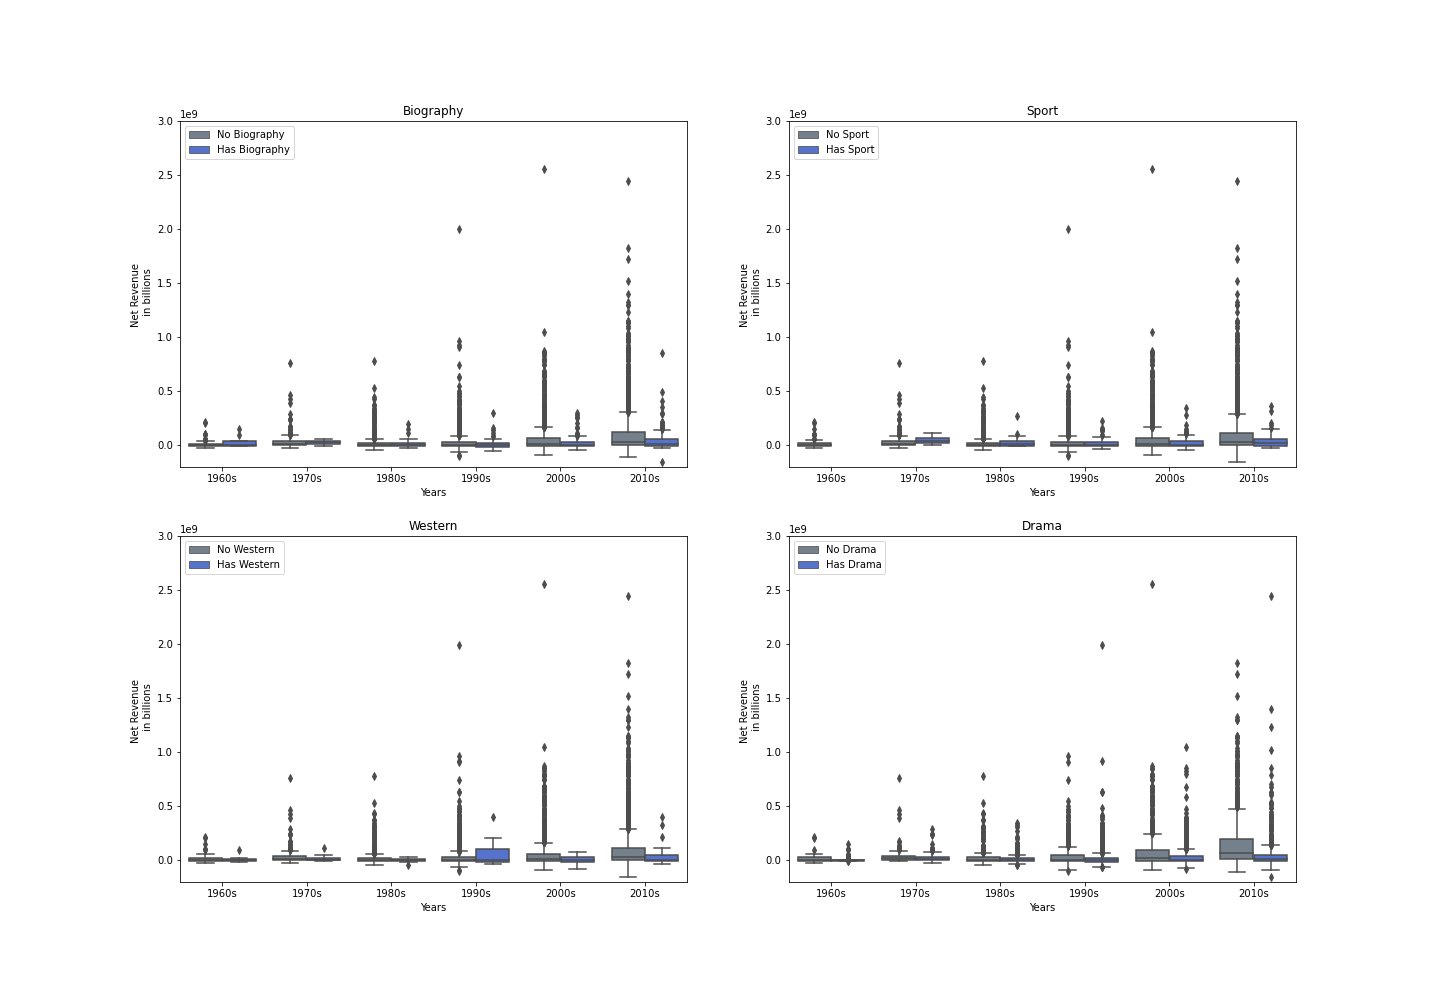 Biography
1e9
No Biography
Has Biography
3.0
2.5
2.0
1.5
1.0
0.5
0.0
Net Revenue
in billions
1960s 1970s 1980s 1990s 2000s 2010s
Years
Sport
1e9
No Sport
Has Sport
3.0
2.5
2.0
1.5
1.0
0.5
0.0
Net Revenue
in billions
1960s 1970s 1980s 1990s 2000s 2010s
Years
Western
1e9
No Western
Has Western
3.0
2.5
2.0
1.5
1.0
0.5
0.0
Net Revenue
in billions
1960s 1970s 1980s 1990s 2000s 2010s
Years
Drama
1e9
No Drama
Has Drama
3.0
2.5
2.0
1.5
1.0
0.5
0.0
Net Revenue
in billions
1960s 1970s 1980s 1990s 2000s 2010s
Years